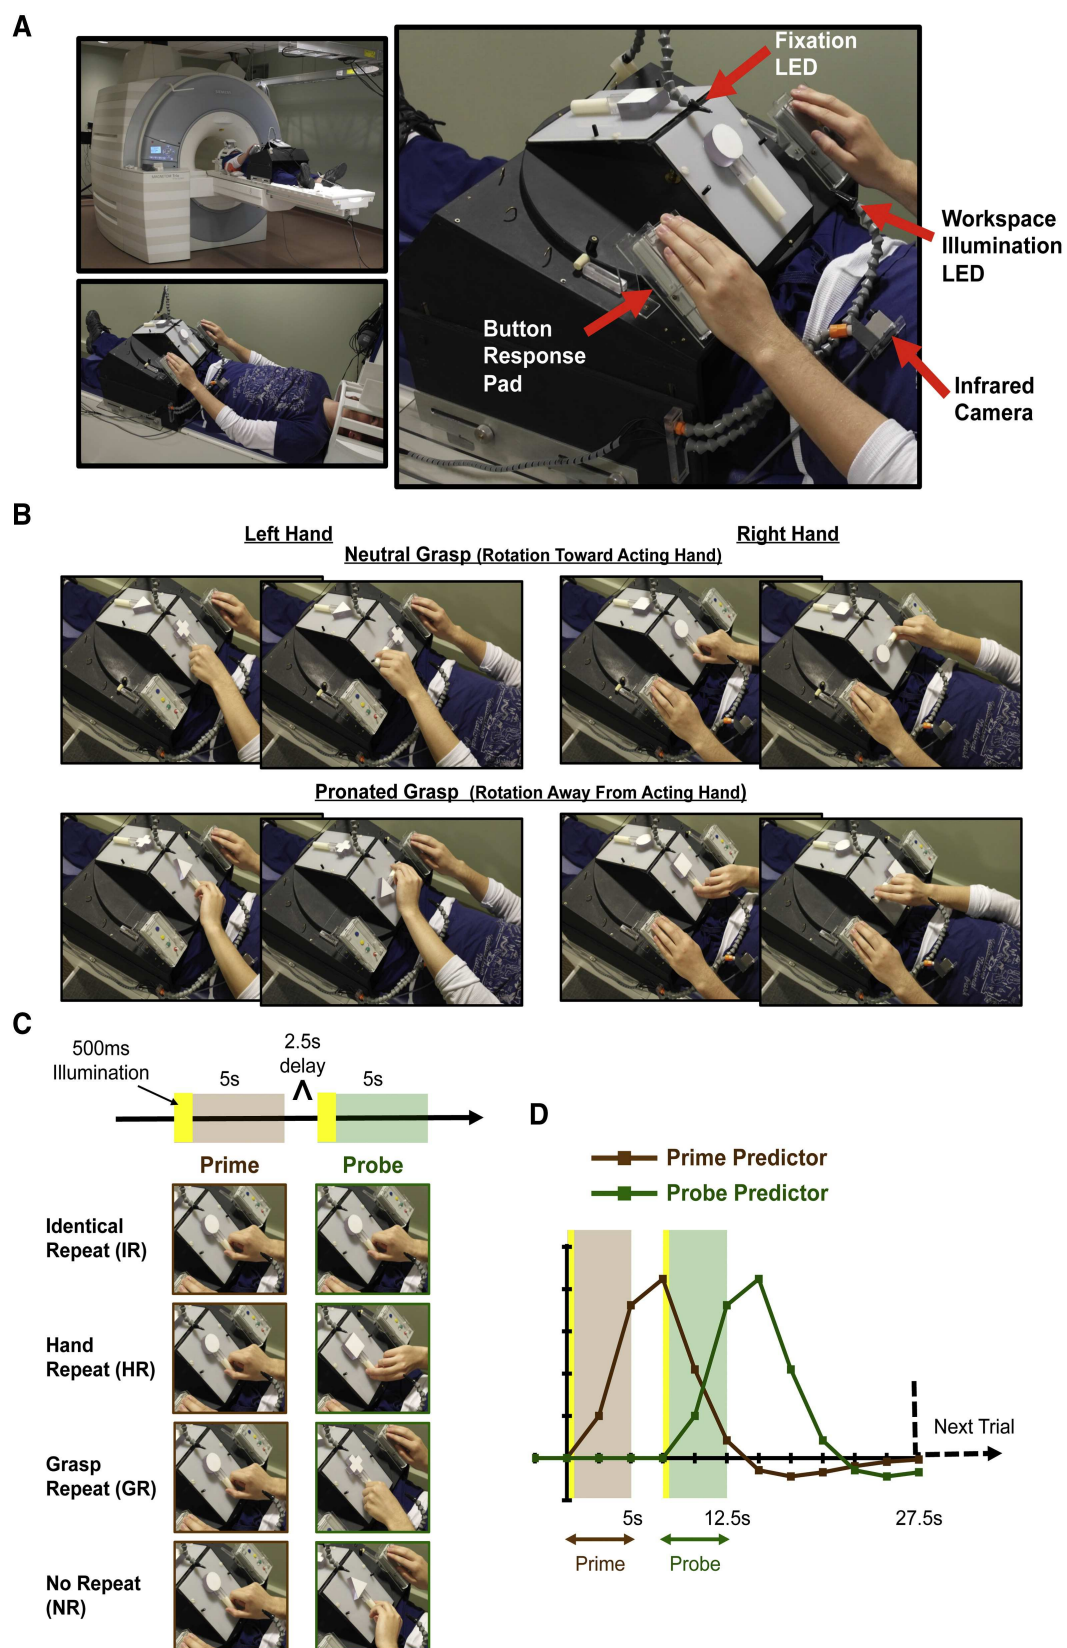 A
Fixation
LED
Workspace
Illumination
LED
Button
Response
Pad
Infrared
Camera
B
Left Hand
Right Hand
Neutral Grasp (Rotation Toward Acting Hand)
Pronated Grasp (Rotation Away From Acting Hand)
C
500ms
Illumination
5s
2.5s
delay
5s
Prime
Probe
Identical
Repeat (IR)
Hand
Repeat (HR)
Grasp
Repeat (GR)
No Repeat
(NR)
D
Prime Predictor
Probe Predictor
Next Trial
5s
12.5s
27.5s
Prime
Probe